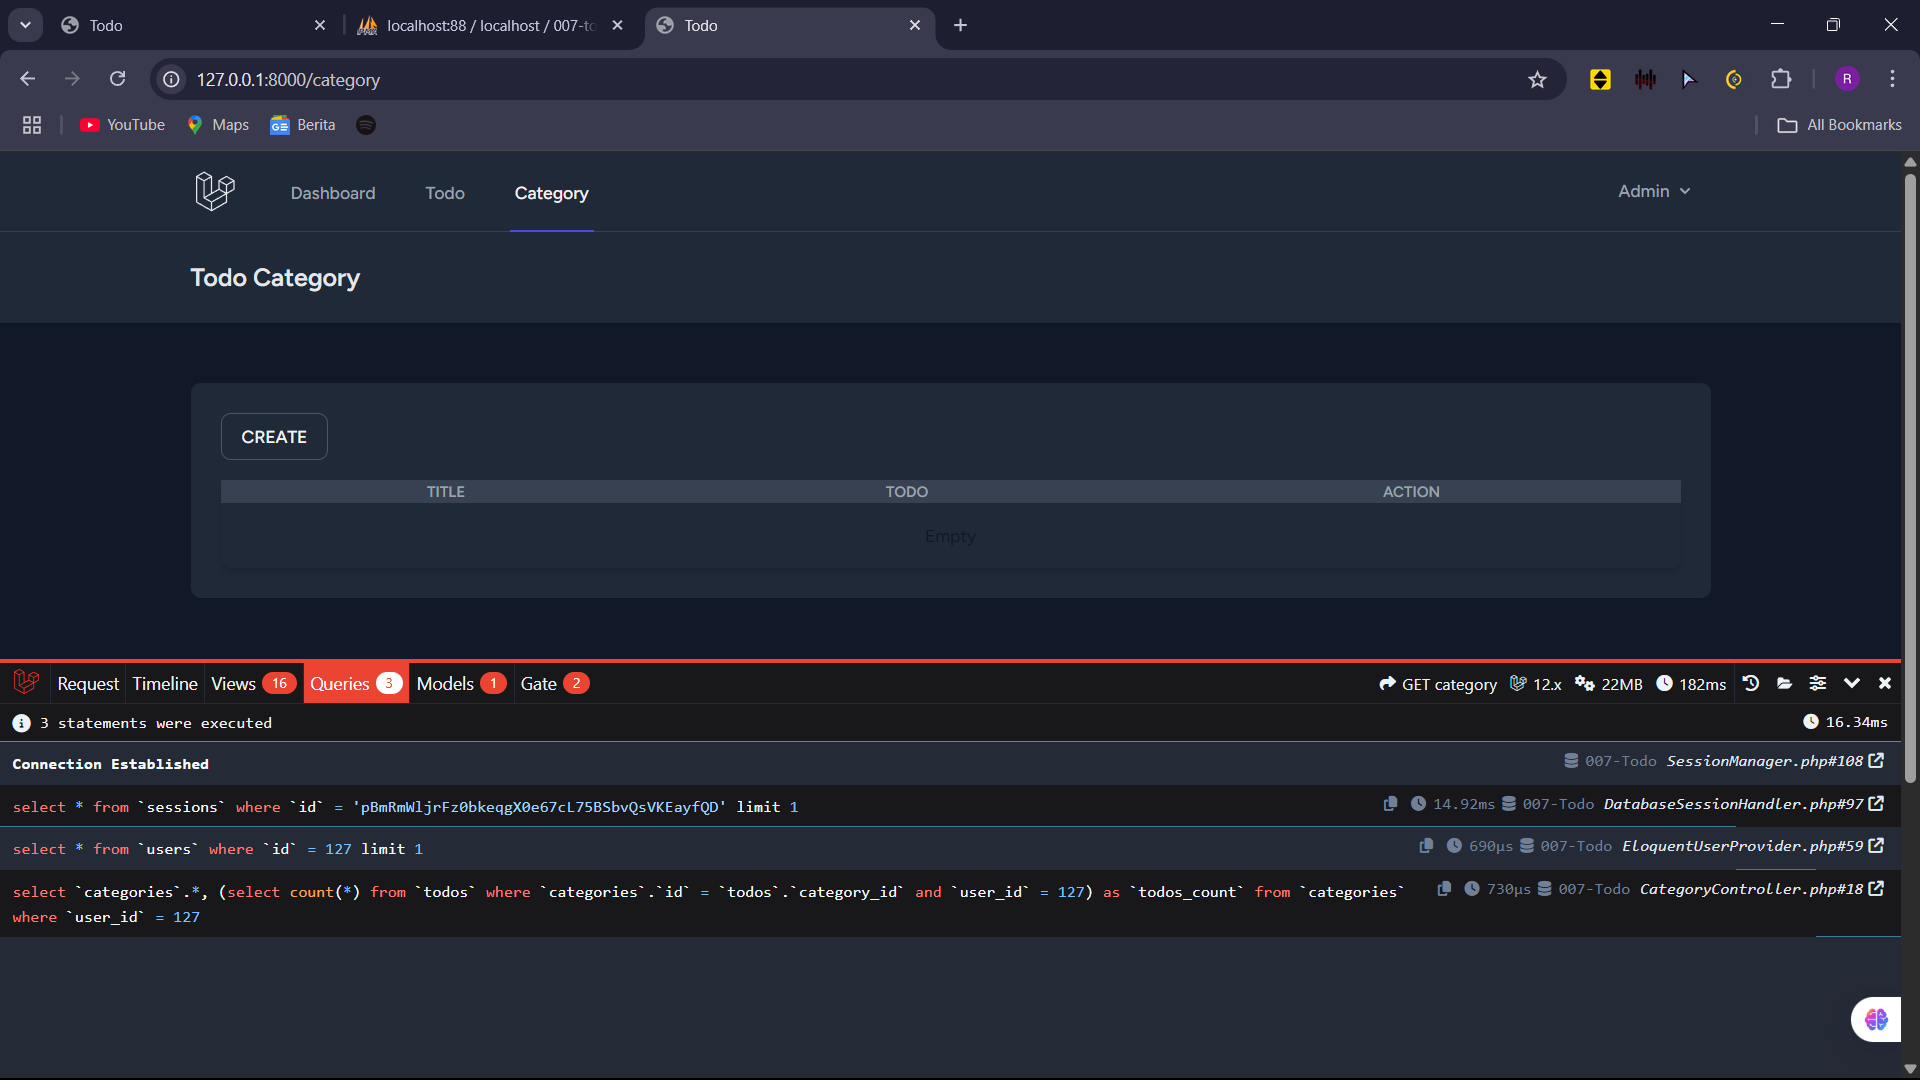 Todo
localhost:88 / localhost / 007-to
Todo
127.0.0.1:8000/category
R
YouTube
Maps
Berita
All Bookmarks
Dashboard
Todo
Category
Admin
Todo Category
CREATE
TITLE
TODO
ACTION
Empty
Request
Timeline
Views 16
Queries 3
Models 1
Gate 2
GET category
12.x
22MB
182ms
3 statements were executed
16.34ms
Connection Established
007-Todo SessionManager.php#108
select * from `sessions` where `id` = 'pBmRmWljrFz0bkeqgX0e67cL75BSbvQsVKEayfQD' limit 1
14.92ms 007-Todo DatabaseSessionHandler.php#97
select * from `users` where `id` = 127 limit 1
690μs 007-Todo EloquentUserProvider.php#59
select `categories`.*, (select count(*) from `todos` where `categories`.`id` = `todos`.`category_id` and `user_id` = 127) as `todos_count` from `categories`
730μs 007-Todo CategoryController.php#18
where `user_id` = 127